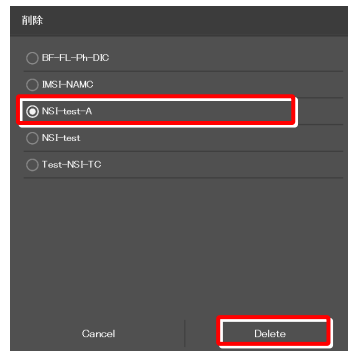 削除
BF-FL-Ph-DIC
IMSI-NAMC
NSI-test-A
NSI-test
Test-NSI-TC
Cancel
Delete